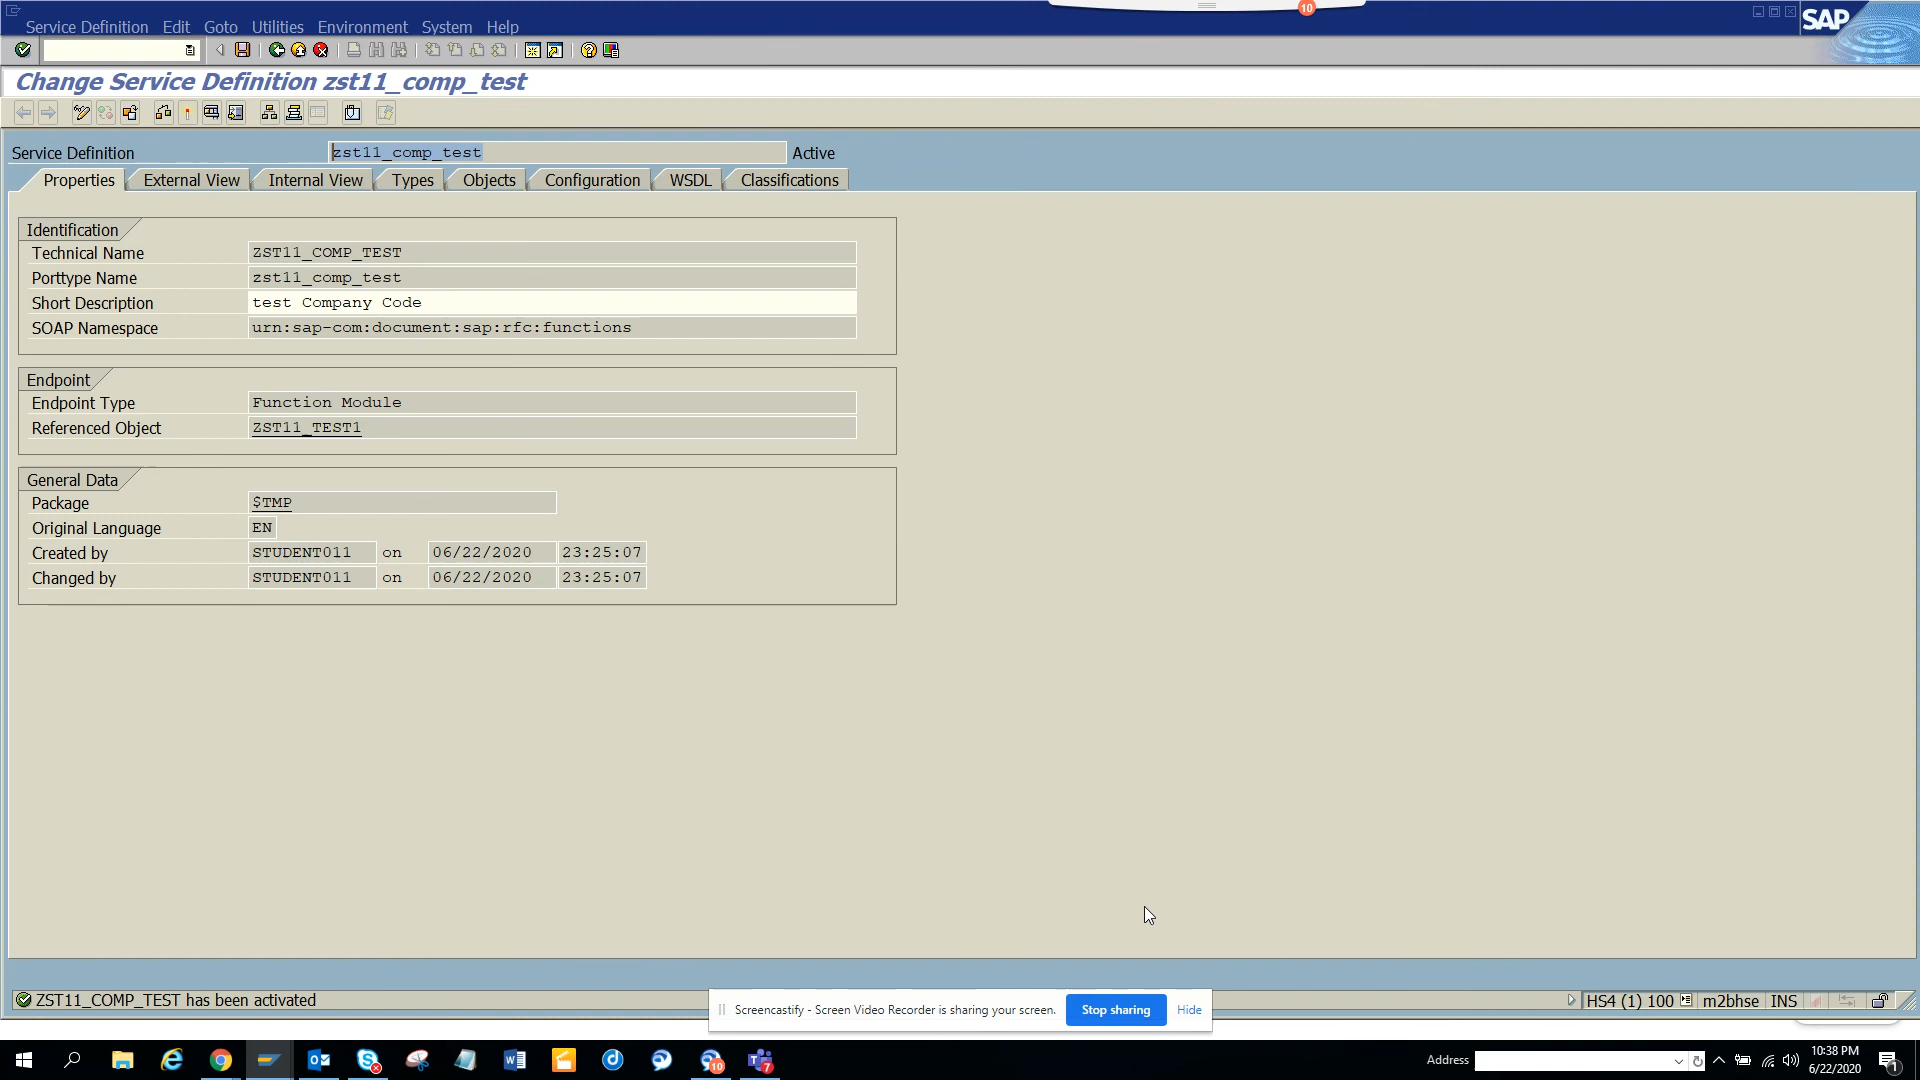 10
Service Definition Edit Goto Utilities Environment System Help
SAP
Change Service Definition zst11_comp_test
Service Definition zst11_comp_test Active
Properties External View Internal View Types Objects Configuration WSDL Classifications
Identification
Technical Name ZST11_COMP_TEST
Porttype Name zst11_comp_test
Short Description test Company Code
SOAP Namespace urn:sap-com:document:sap:rfc:functions
Endpoint
Endpoint Type Function Module
Referenced Object ZST11_TEST1
General Data
Package $TMP
Original Language EN
Created by STUDENT011 on 06/22/2020 23:25:07
Changed by STUDENT011 on 06/22/2020 23:25:07
ZST11_COMP_TEST has been activated
Screencastify - Screen Video Recorder is sharing your screen. Stop sharing Hide
HS4 (1) 100 m2bhse INS
10
7
Address
10:38 PM
6/22/2020
1